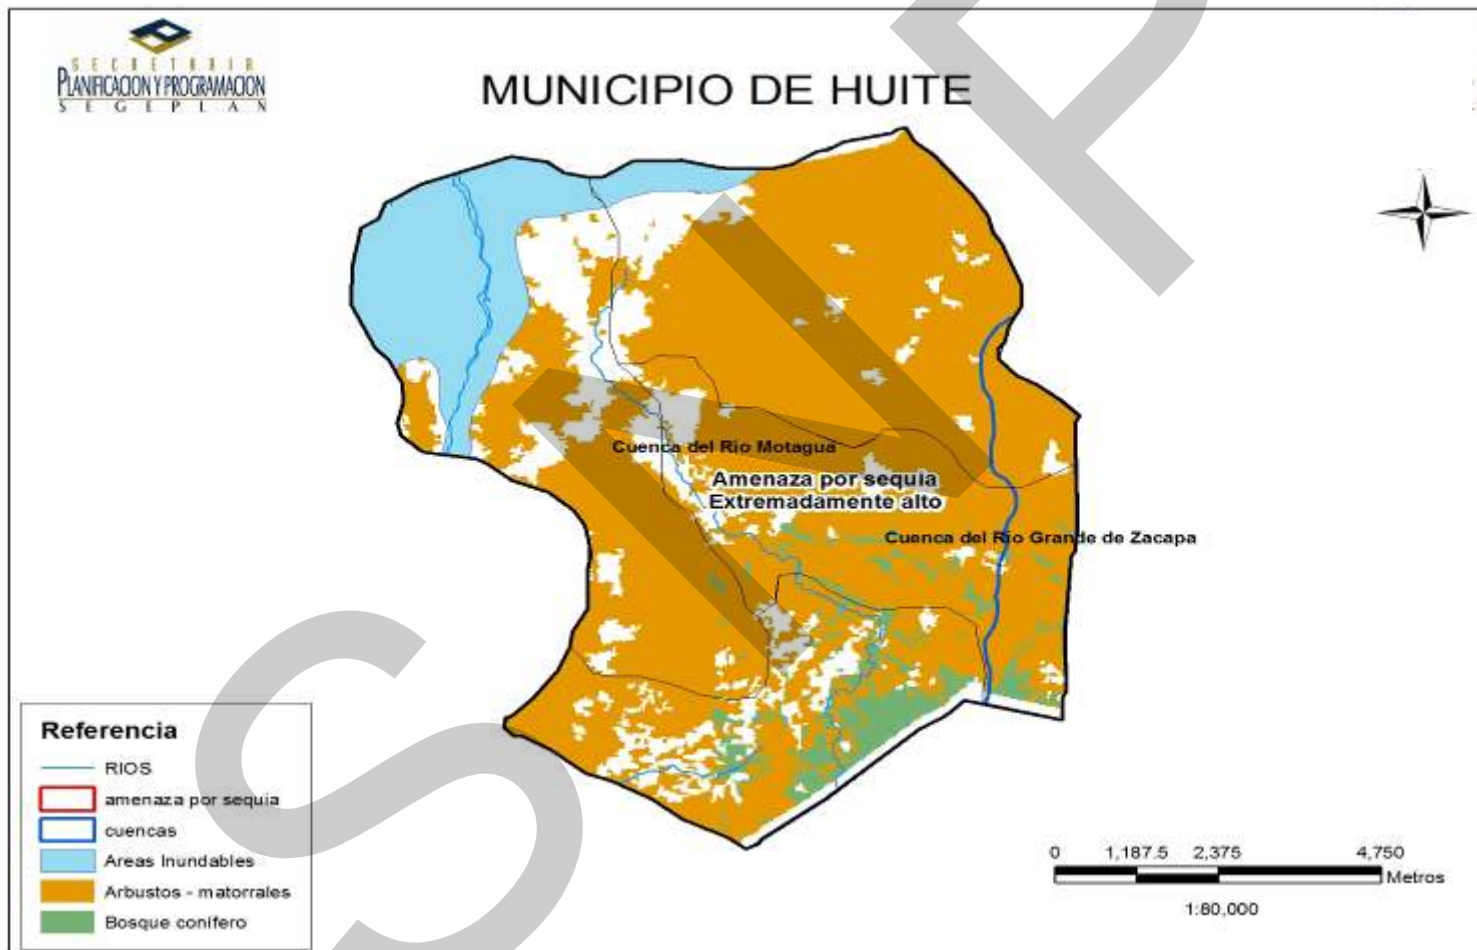 SECRETARIA
PLANIFICACION Y PROGRAMACION
SEGEPLAN
MUNICIPIO DE HUITE
Cuenca del Rio Motagua
Amenaza por sequia
Extremadamente alto
Cuenca del Rio Grande de Zacapa
Referencia
RIOS
amenaza por sequia
cuencas
Areas Inundables
Arbustos - matorrales
Bosque conifero
0 1,187.5 2,375 4,750
Metros
1:80,000